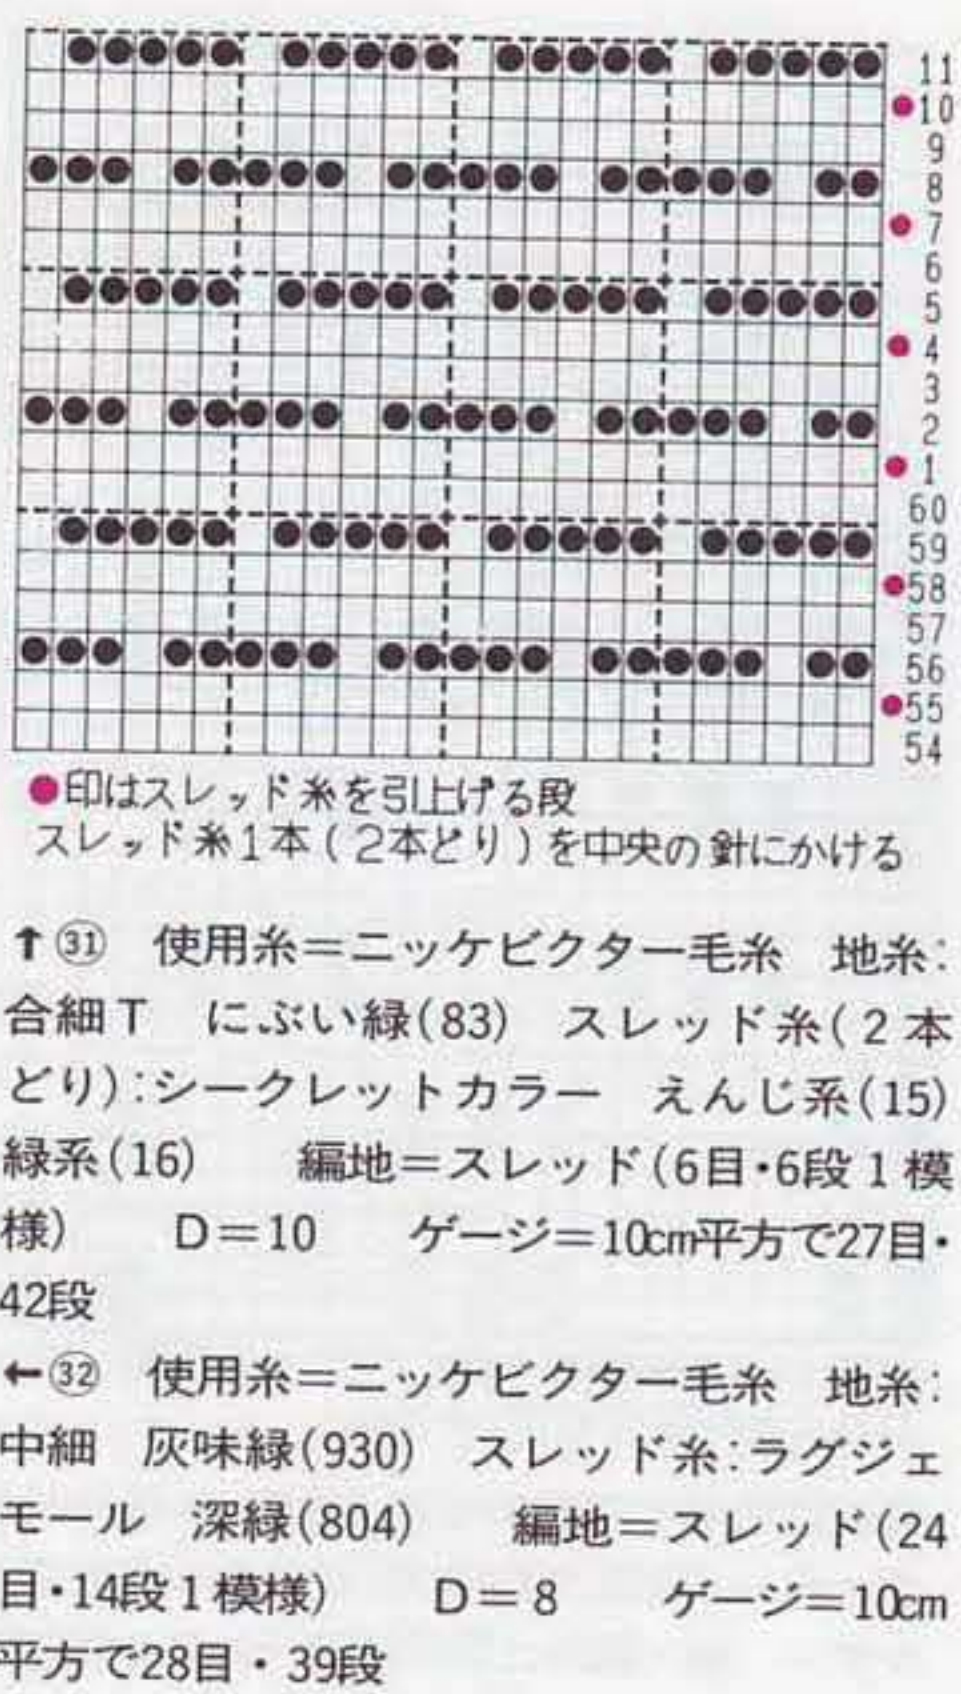 11
10
9
8
7
6
5
4
3
2
1
60
59
58
57
56
55
54
●印はスレッド糸を引上げる段
スレッド糸1本(2本どり)を中央の針にかける
↑㉛ 使用糸＝ニッケビクター毛糸 地糸:
合細T にぶい緑(83) スレッド糸(2本
どり):シークレットカラー えんじ系(15)
緑系(16) 編地＝スレッド(6目・6段1模
様) D＝10 ゲージ＝10cm平方で27目・
42段
←㉜ 使用糸＝ニッケビクター毛糸 地糸:
中細 灰味緑(930) スレッド糸:ラグジェ
モール 深緑(804) 編地＝スレッド(24
目・14段1模様) D＝8 ゲージ＝10cm
平方で28目・39段